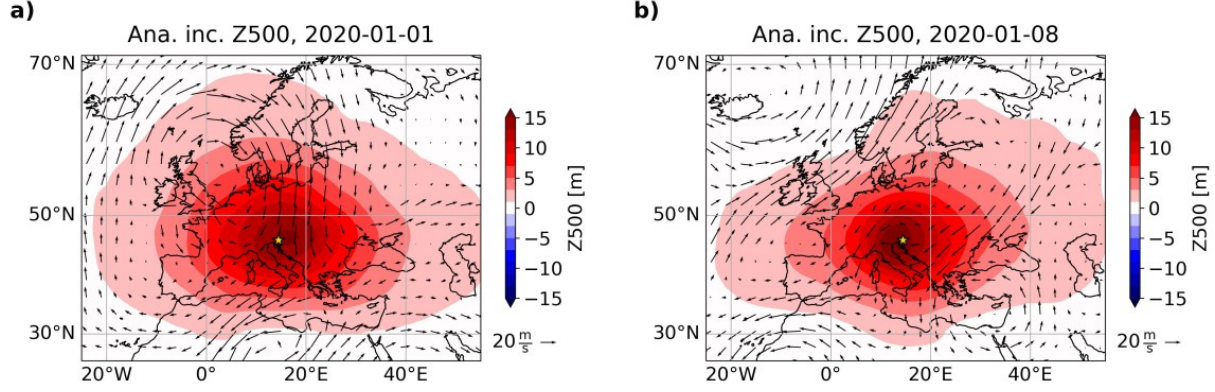 a)
Ana. inc. Z500, 2020-01-01
70°N
50°N
30°N
20°W 0° 20°E 40°E
15
10
5
0
−5
−10
−15
Z500 [m]
20 m/s →
b)
Ana. inc. Z500, 2020-01-08
70°N
50°N
30°N
20°W 0° 20°E 40°E
15
10
5
0
−5
−10
−15
Z500 [m]
20 m/s →